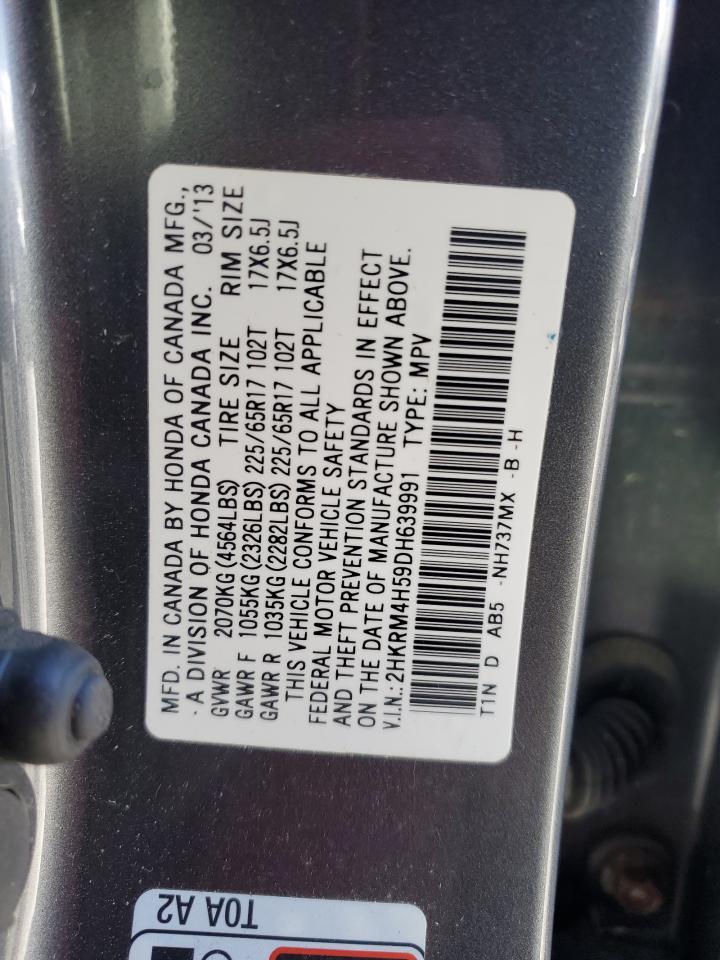 MFD. IN CANADA BY HONDA OF CANADA MFG.,
- A DIVISION OF HONDA CANADA INC. 03/'13
GVWR 2070KG(4564LBS) TIRE SIZE RIM SIZE
GAWR F 1055KG(2326LBS) 225/65R17 102T 17X6.5J
GAWR R 1035KG(2282LBS) 225/65R17 102T 17X6.5J
THIS VEHICLE CONFORMS TO ALL APPLICABLE
FEDERAL MOTOR VEHICLE SAFETY
AND THEFT PREVENTION STANDARDS IN EFFECT
ON THE DATE OF MANUFACTURE SHOWN ABOVE.
V.I.N.:2HKRM4H59DH639991 TYPE: MPV
T1N D AB5 -NH737MX -B -H
T0A A2